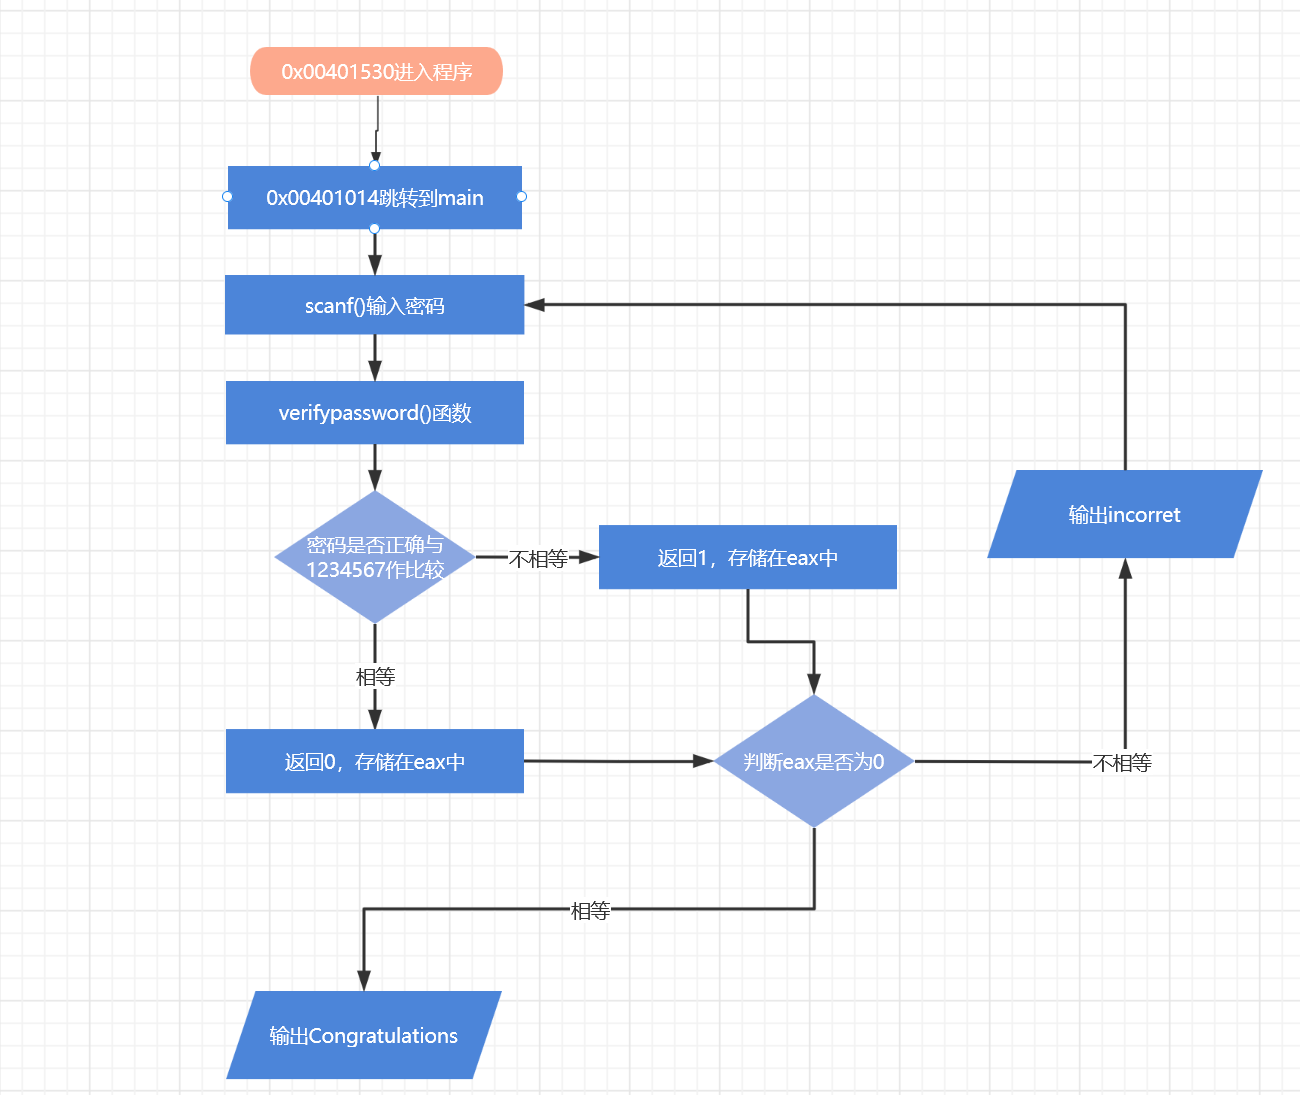 0x00401530进入程序
0x00401014跳转到main
scanf()输入密码
verifypassword()函数
密码是否正确与
1234567作比较
不相等
返回1，存储在eax中
输出incorret
相等
返回0，存储在eax中
判断eax是否为0
不相等
相等
输出Congratulations